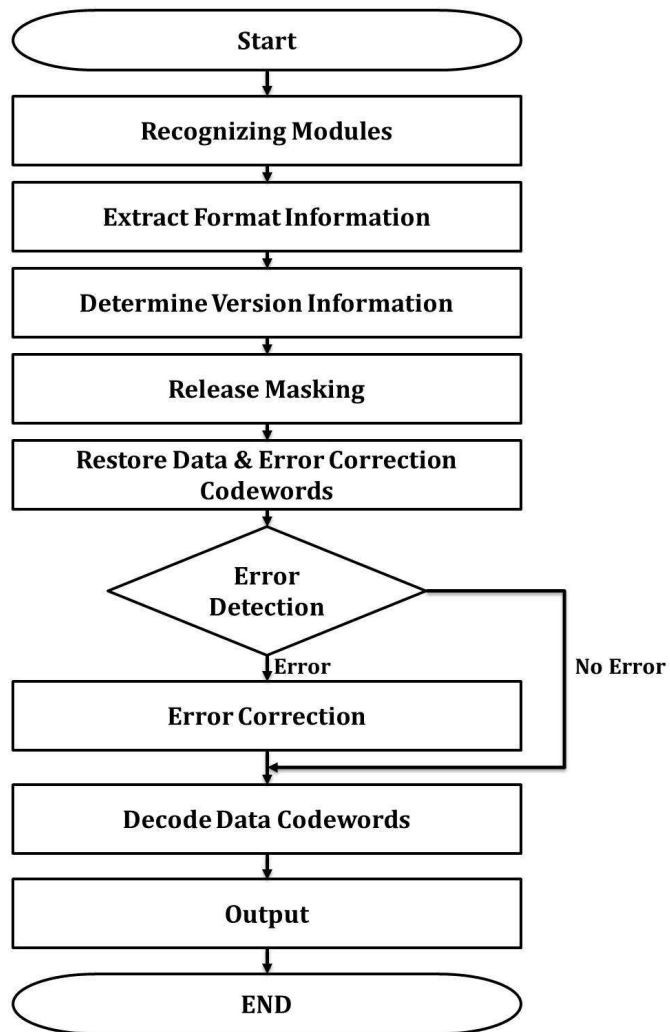 Start
Recognizing Modules
Extract Format Information
Determine Version Information
Release Masking
Restore Data & Error Correction
Codewords
Error
Detection
Error
No Error
Error Correction
Decode Data Codewords
Output
END